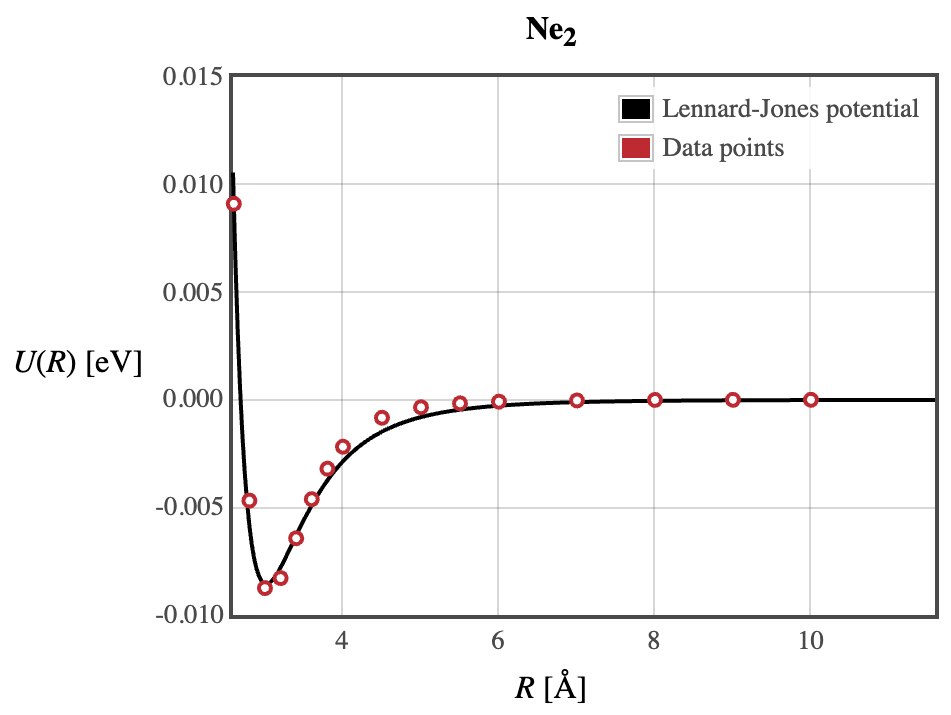 Ne₂
0.015
Lennard-Jones potential
Data points
0.010
0.005
U(R) [eV]
0.000
-0.005
-0.010
4 6 8 10
R [Å]